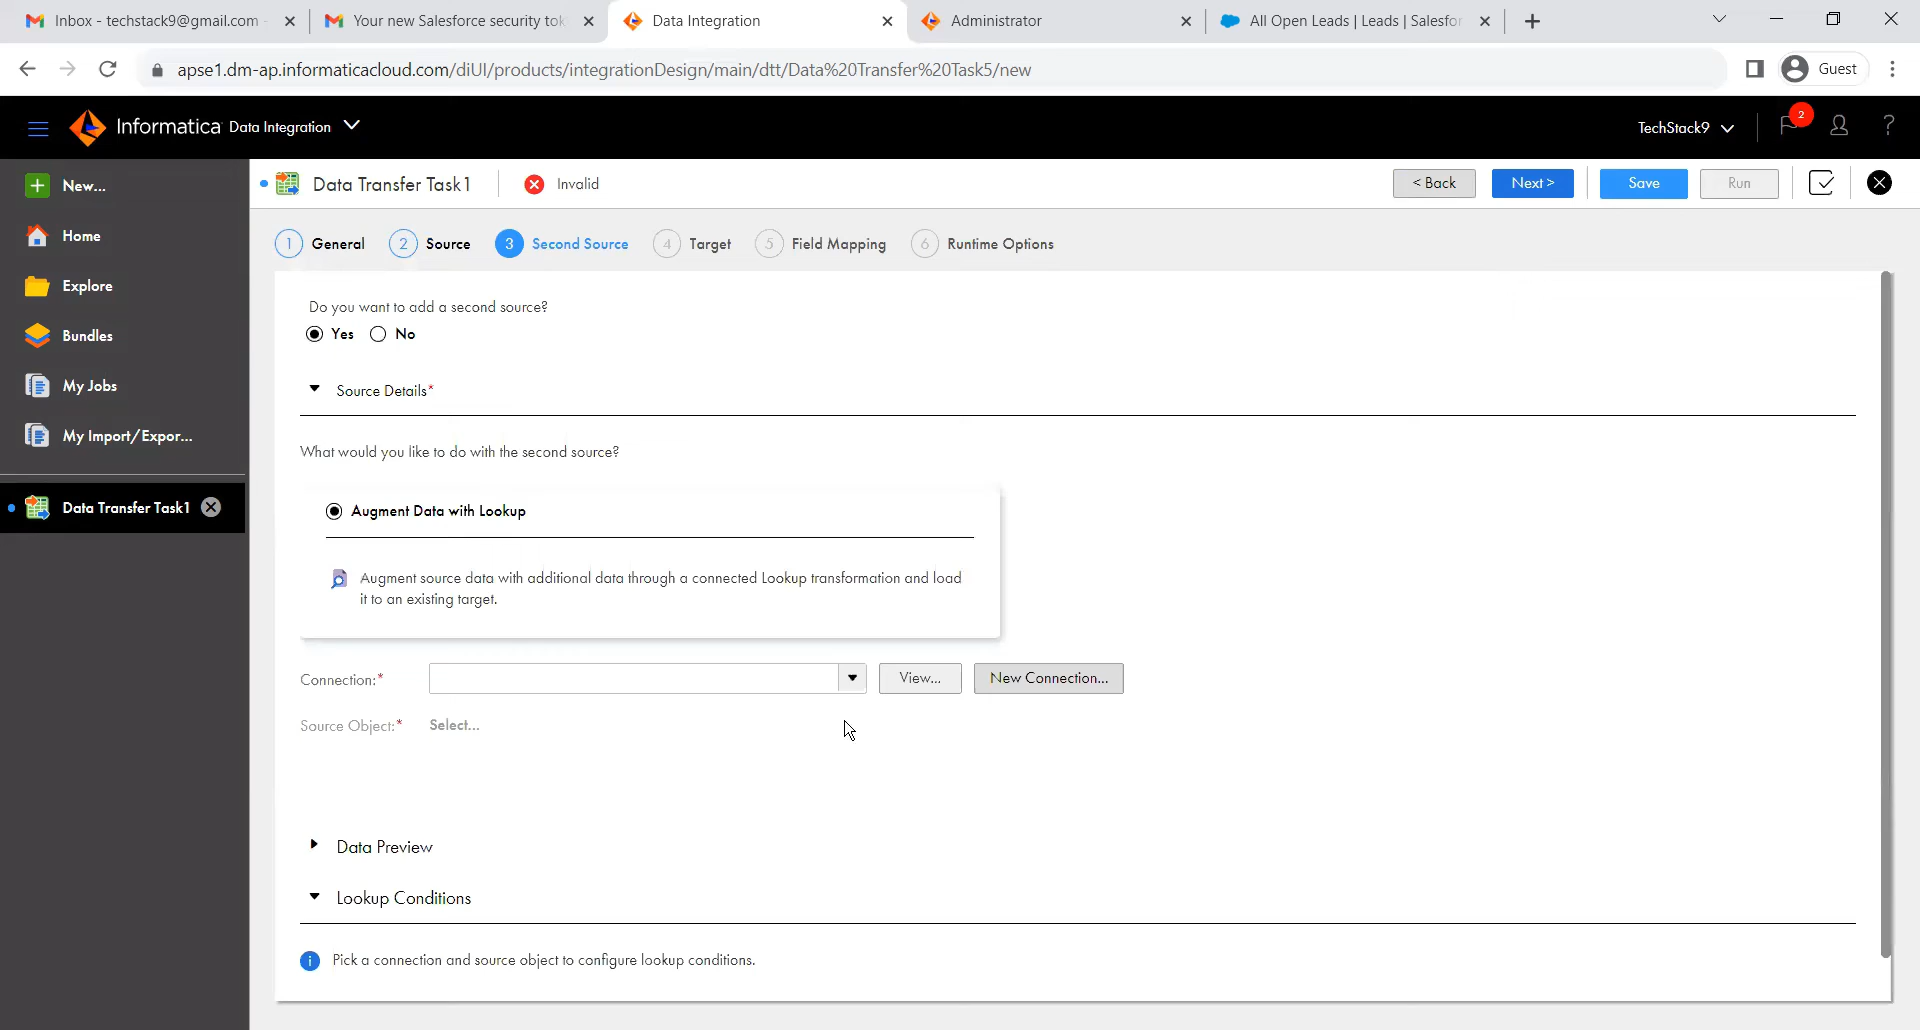 Inbox - techstack9@gmail.com -
Your new Salesforce security tok
Data Integration
Administrator
All Open Leads | Leads | Salesfor
apse1.dm-ap.informaticacloud.com/diUI/products/integrationDesign/main/dtt/Data%20Transfer%20Task5/new
Guest
Informatica Data Integration
TechStack9
2
?
New...
Home
Explore
Bundles
My Jobs
My Import/Expor...
Data Transfer Task1
Data Transfer Task1
Invalid
< Back
Next >
Save
Run
1 General
2 Source
3 Second Source
4 Target
5 Field Mapping
6 Runtime Options
Do you want to add a second source?
Yes
No
Source Details*
What would you like to do with the second source?
Augment Data with Lookup
Augment source data with additional data through a connected Lookup transformation and load
it to an existing target.
Connection:*
View...
New Connection...
Source Object:*
Select...
Data Preview
Lookup Conditions
Pick a connection and source object to configure lookup conditions.